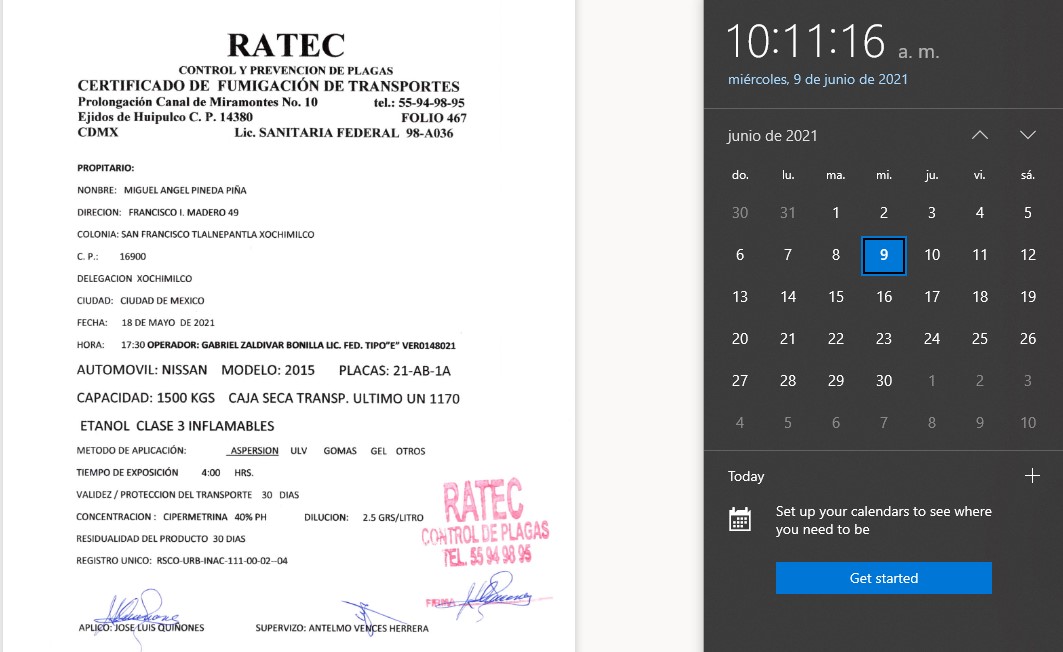 RATEC
CONTROL Y PREVENCION DE PLAGAS
CERTIFICADO DE FUMIGACIÓN DE TRANSPORTES
Prolongación Canal de Miramontes No. 10 tel.: 55-94-98-95
Ejidos de Huipulco C. P. 14380 FOLIO 467
CDMX Lic. SANITARIA FEDERAL 98-A036
PROPITARIO:
NONBRE: MIGUEL ANGEL PINEDA PIÑA
DIRECION: FRANCISCO I. MADERO 49
COLONIA: SAN FRANCISCO TLALNEPANTLA XOCHIMILCO
C. P.: 16900
DELEGACION XOCHIMILCO
CIUDAD: CIUDAD DE MEXICO
FECHA: 18 DE MAYO DE 2021
HORA: 17:30 OPERADOR: GABRIEL ZALDIVAR BONILLA LIC. FED. TIPO"E" VER0148021
AUTOMOVIL: NISSAN MODELO: 2015 PLACAS: 21-AB-1A
CAPACIDAD: 1500 KGS CAJA SECA TRANSP. ULTIMO UN 1170
ETANOL CLASE 3 INFLAMABLES
METODO DE APLICACIÓN: ASPERSION ULV GOMAS GEL OTROS
TIEMPO DE EXPOSICIÓN 4:00 HRS.
VALIDEZ / PROTECCION DEL TRANSPORTE 30 DIAS
CONCENTRACION : CIPERMETRINA 40% PH DILUCION: 2.5 GRS/LITRO
RESIDUALIDAD DEL PRODUCTO 30 DIAS
REGISTRO UNICO: RSCO-URB-INAC-111-00-02--04
RATEC
CONTROL DE PLAGAS
TEL. 55 94 98 95
FIRMA
APLICO: JOSE LUIS QUIÑONES SUPERVIZO: ANTELMO VENCES HERRERA
10:11:16 a. m.
miércoles, 9 de junio de 2021
junio de 2021
do. lu. ma. mi. ju. vi. sá.
30 31 1 2 3 4 5
6 7 8 9 10 11 12
13 14 15 16 17 18 19
20 21 22 23 24 25 26
27 28 29 30 1 2 3
4 5 6 7 8 9 10
Today
Set up your calendars to see where
you need to be
Get started